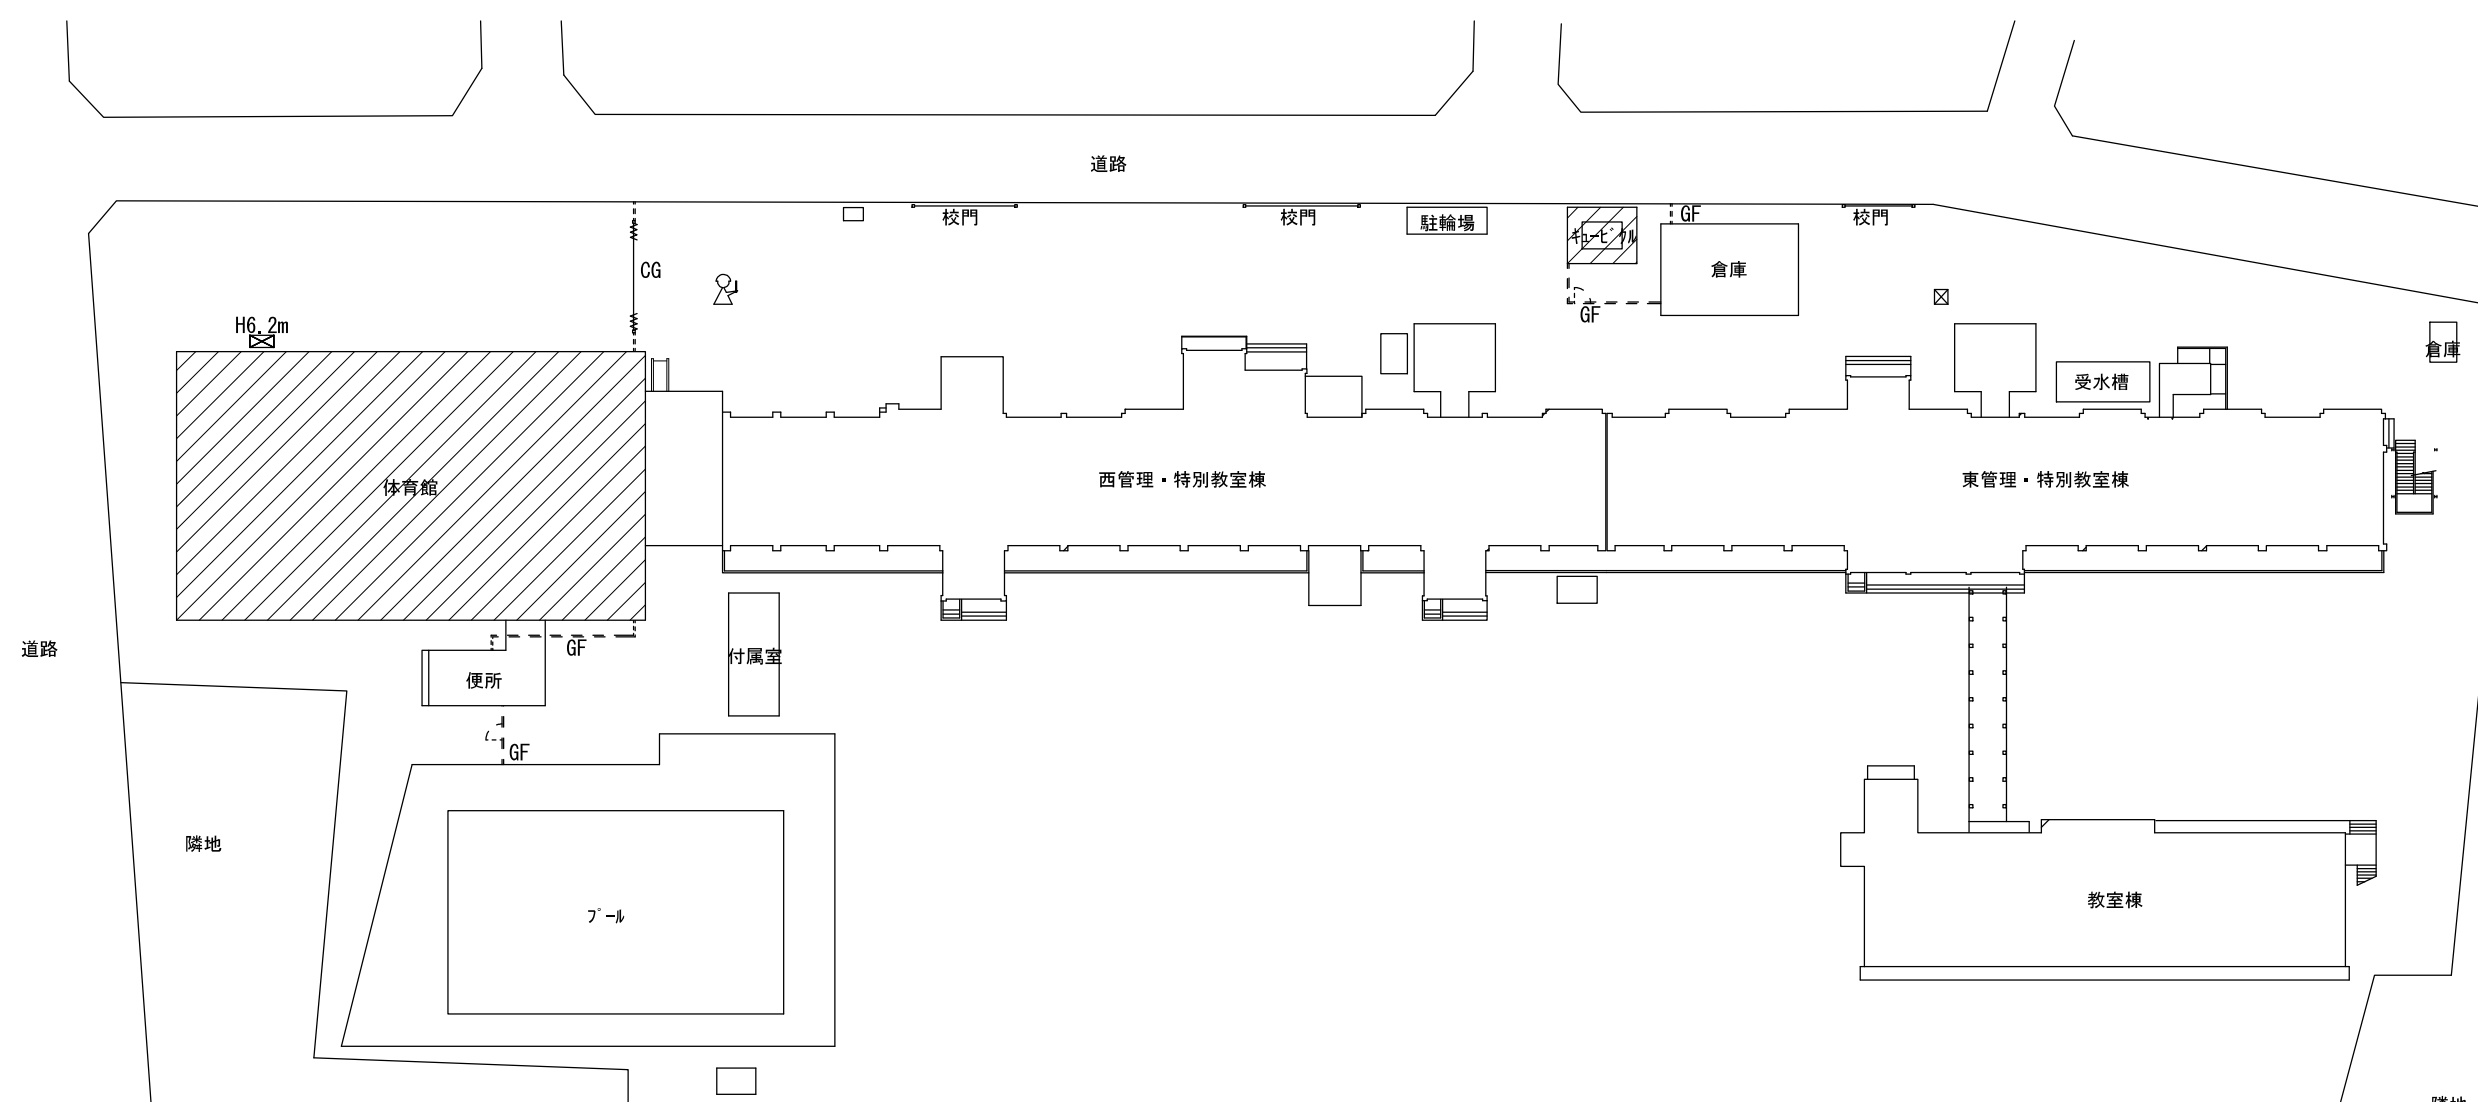 道路
校門
校門
駐輪場
キュービクル
GF
校門
倉庫
CG
GF
H6.2m
倉庫
受水槽
体育館
西管理・特別教室棟
東管理・特別教室棟
道路
GF
付属室
便所
GF
隣地
プール
教室棟
隣地